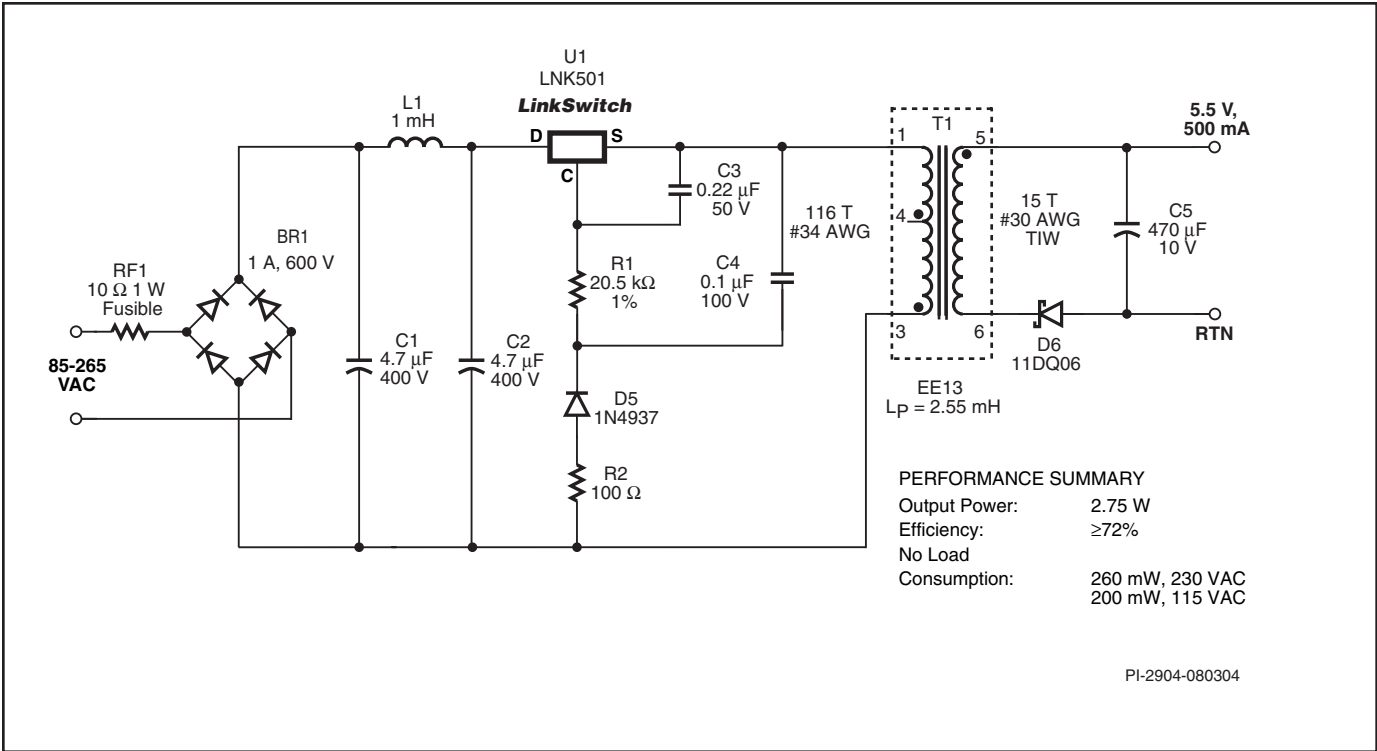 U1
LNK501
LinkSwitch
D
S
C
L1
1 mH
BR1
1 A, 600 V
RF1
10 Ω 1 W
Fusible
85-265
VAC
C1
4.7 μF
400 V
C2
4.7 μF
400 V
C3
0.22 μF
50 V
R1
20.5 kΩ
1%
C4
0.1 μF
100 V
D5
1N4937
R2
100 Ω
116 T
#34 AWG
T1
1
4
3
5
6
15 T
#30 AWG
TIW
EE13
LP = 2.55 mH
D6
11DQ06
C5
470 μF
10 V
5.5 V,
500 mA
RTN
PERFORMANCE SUMMARY
Output Power: 2.75 W
Efficiency: ≥72%
No Load
Consumption: 260 mW, 230 VAC
200 mW, 115 VAC
PI-2904-080304